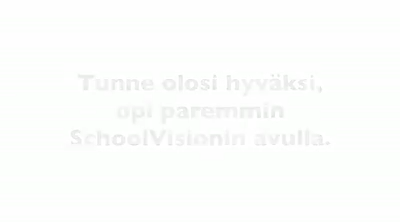 Tunne olosi hyväksi,
opi paremmin
SchoolVisionin avulla.